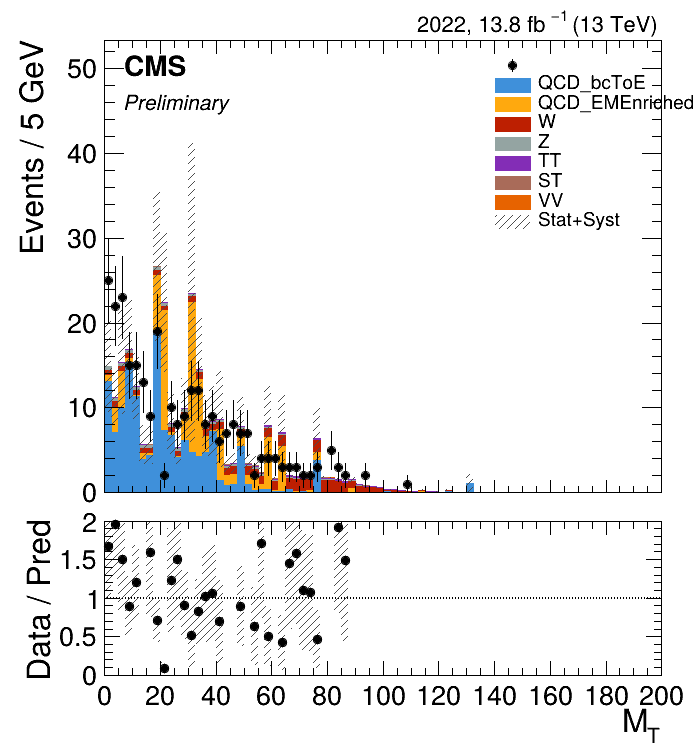 2022, 13.8 fb⁻¹ (13 TeV)
Events / 5 GeV
CMS
Preliminary
QCD_bcToE
QCD_EMEnriched
W
Z
TT
ST
VV
Stat+Syst
50
40
30
20
10
0
Data / Pred
2
1.5
1
0.5
0
0 20 40 60 80 100 120 140 160 180 200
M_T